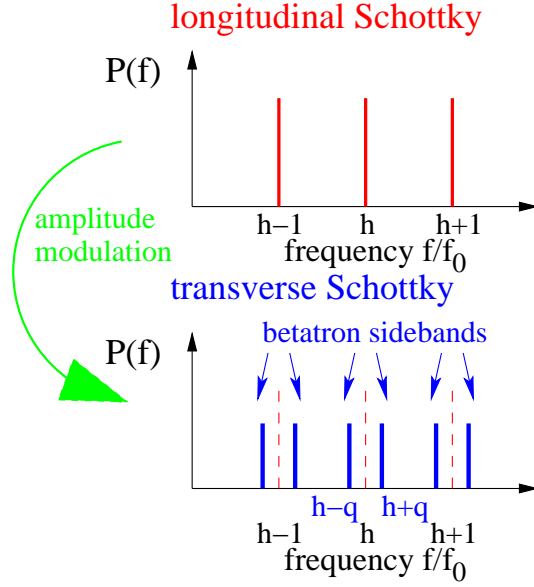 longitudinal Schottky
P(f)
h−1 h h+1
frequency f/f₀
amplitude
modulation
transverse Schottky
betatron sidebands
P(f)
h−q h+q
h−1 h h+1
frequency f/f₀